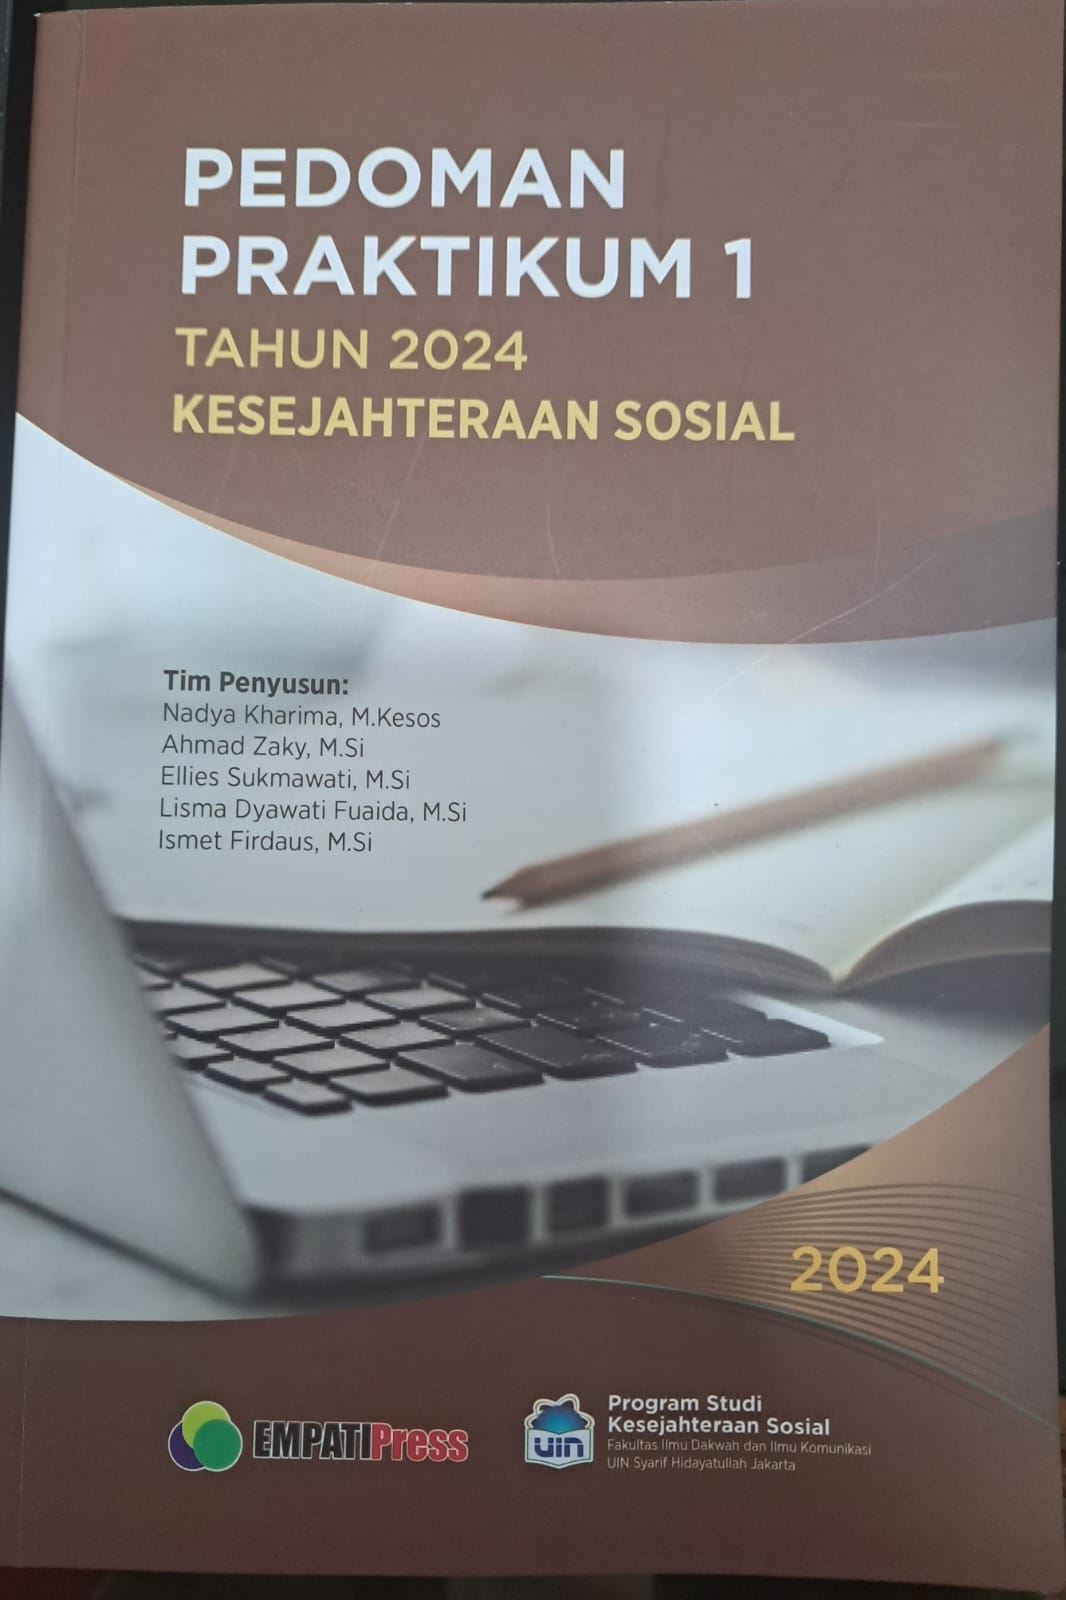 PEDOMAN
PRAKTIKUM 1
TAHUN 2024
KESEJAHTERAAN SOSIAL
Tim Penyusun:
Nadya Kharima, M.Kesos
Ahmad Zaky, M.Si
Ellies Sukmawati, M.Si
Lisma Dyawati Fuaida, M.Si
Ismet Firdaus, M.Si
2024
EMPATIPress
uin
Program Studi
Kesejahteraan Sosial
Fakultas Ilmu Dakwah dan Ilmu Komunikasi
UIN Syarif Hidayatullah Jakarta